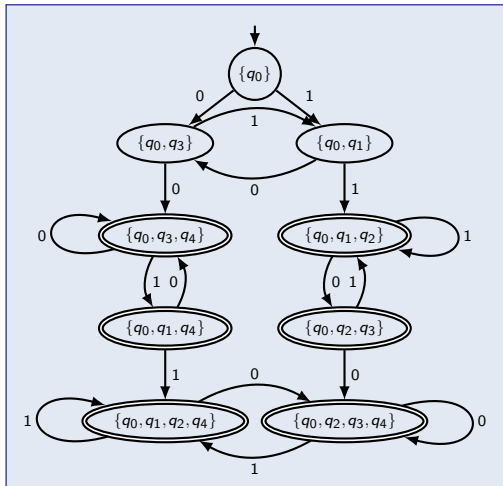 {q0}
0 1
{q0, q3} 1 {q0, q1}
0
0 1
0 {q0, q3, q4} {q0, q1, q2} 1
1 0 0 1
{q0, q1, q4} {q0, q2, q3}
1 0
0
1 {q0, q1, q2, q4} {q0, q2, q3, q4} 0
1